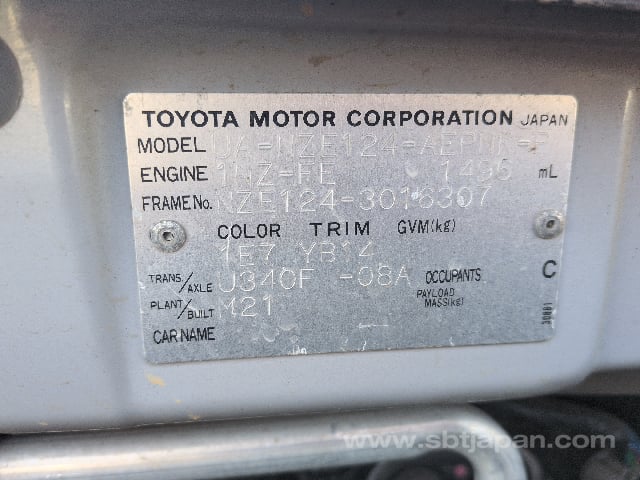 TOYOTA MOTOR CORPORATION JAPAN
MODEL UA-NZE124-AEPNK-P
ENGINE 1NZ-FE 1496 mL
FRAME No. NZE124-3016307
COLOR TRIM GVM(kg)
1E7 YB14
TRANS/AXLE U340F -08A OCCUPANTS C
PLANT/BUILT M21 PAYLOAD MASS(kg)
CAR NAME
30881
www.sbtjapan.com